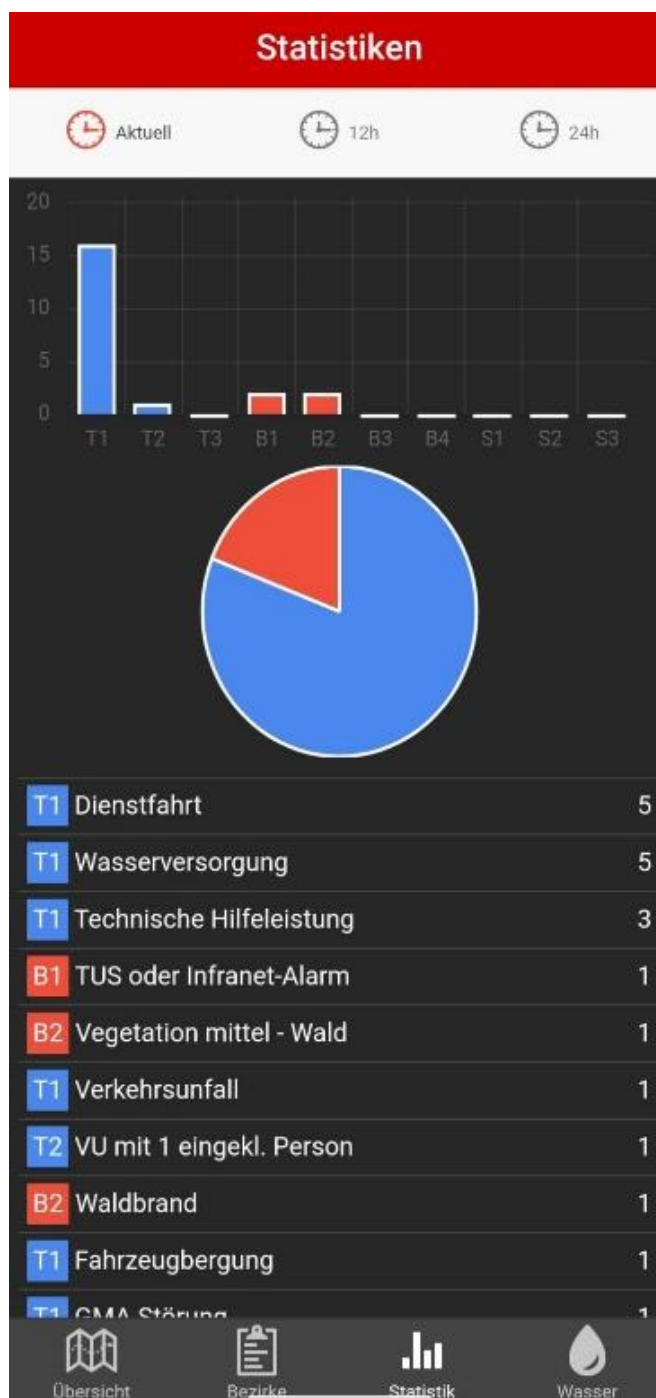 Statistiken
Aktuell 12h 24h
20
15
10
5
0
T1 T2 T3 B1 B2 B3 B4 S1 S2 S3
T1 Dienstfahrt 5
T1 Wasserversorgung 5
T1 Technische Hilfeleistung 3
B1 TUS oder Infranet-Alarm 1
B2 Vegetation mittel - Wald 1
T1 Verkehrsunfall 1
T2 VU mit 1 eingekl. Person 1
B2 Waldbrand 1
T1 Fahrzeugbergung 1
T1 GMA Störung 1
Übersicht Bezirke Statistik Wasser